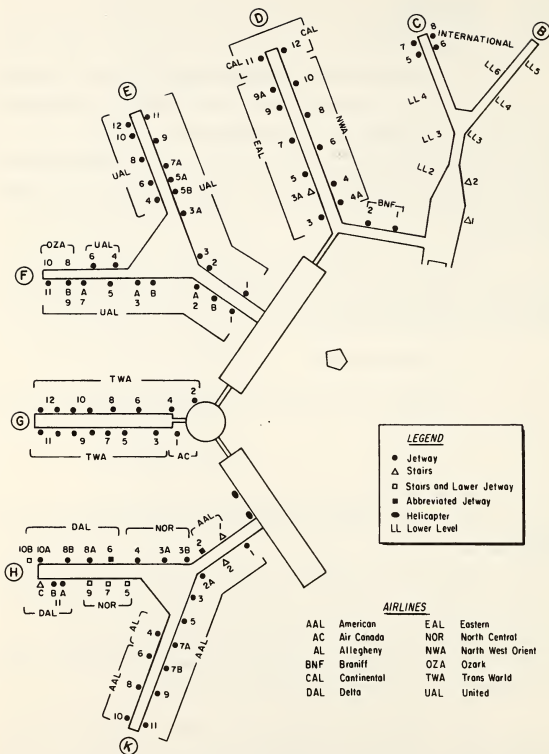 D
CAL
CAL
11
12
9A
9
10
8
EAL
NWA
7
6
5
3A
4
4A
3
BNF
2
1
C
B
8
INTERNATIONAL
7
6
5
LL6
LL5
LL4
LL4
LL3
LL3
LL2
2
1
E
12
11
10
9
8
7A
UAL
5A
5B
UAL
6
4
3A
3
2
OZA
UAL
10
8
6
4
F
11
B
9
A
7
5
A
3
B
A
2
B
1
1
UAL
TWA
12
10
8
6
4
2
G
11
9
7
5
3
1
TWA
AC
DAL
NOR
AAL
10B
10A
8B
8A
6
4
3A
3B
2
1
H
C
B
A
11
9
7
5
DAL
NOR
2A
2
1
3
5
AL
4
6
7A
7B
AAL
AAL
8
9
10
11
K
LEGEND
Jetway
Stairs
Stairs and Lower Jetway
Abbreviated Jetway
Helicopter
LL Lower Level
AIRLINES
AAL American EAL Eastern
AC Air Canada NOR North Central
AL Allegheny NWA North West Orient
BNF Braniff OZA Ozark
CAL Continental TWA Trans World
DAL Delta UAL United